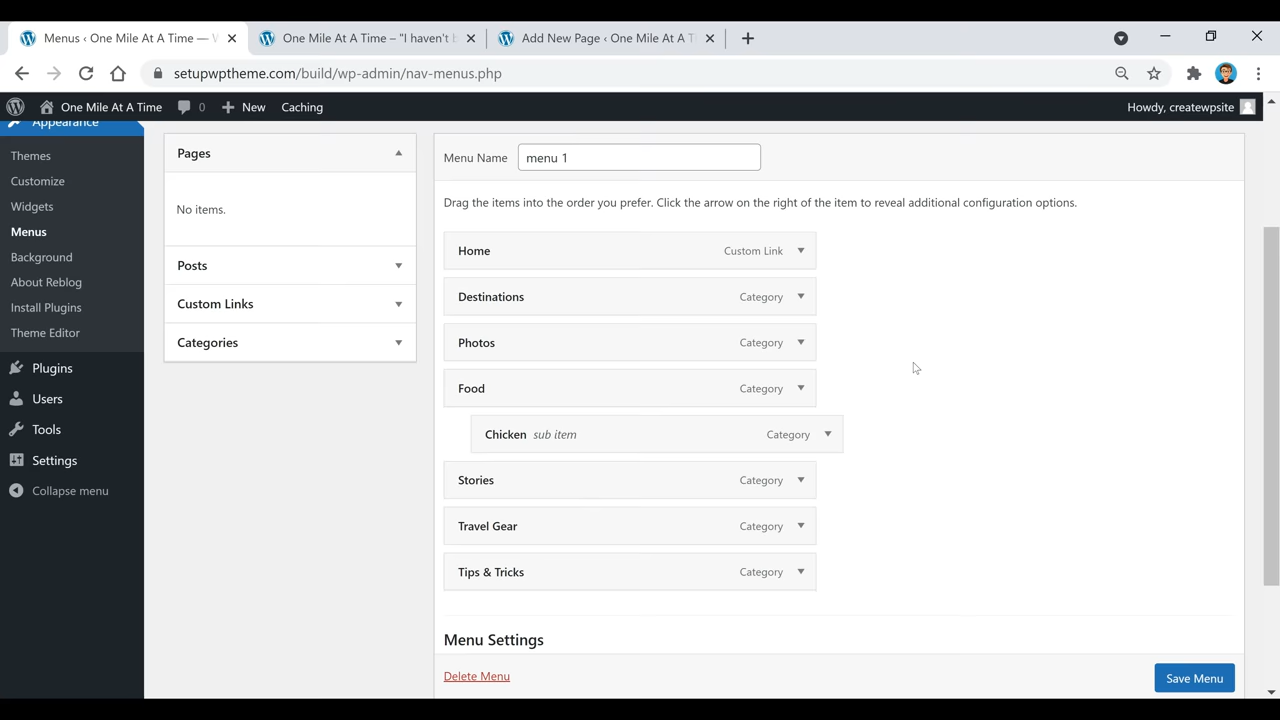 Menus ‹ One Mile At A Time — W
One Mile At A Time – "I haven't b
Add New Page ‹ One Mile At A T
setupwptheme.com/build/wp-admin/nav-menus.php
One Mile At A Time 0 New Caching Howdy, createwpsite
Appearance
Themes
Customize
Widgets
Menus
Background
About Reblog
Install Plugins
Theme Editor
Plugins
Users
Tools
Settings
Collapse menu
Pages
No items.
Posts
Custom Links
Categories
Menu Name menu 1
Drag the items into the order you prefer. Click the arrow on the right of the item to reveal additional configuration options.
Home Custom Link
Destinations Category
Photos Category
Food Category
Chicken sub item Category
Stories Category
Travel Gear Category
Tips & Tricks Category
Menu Settings
Delete Menu Save Menu